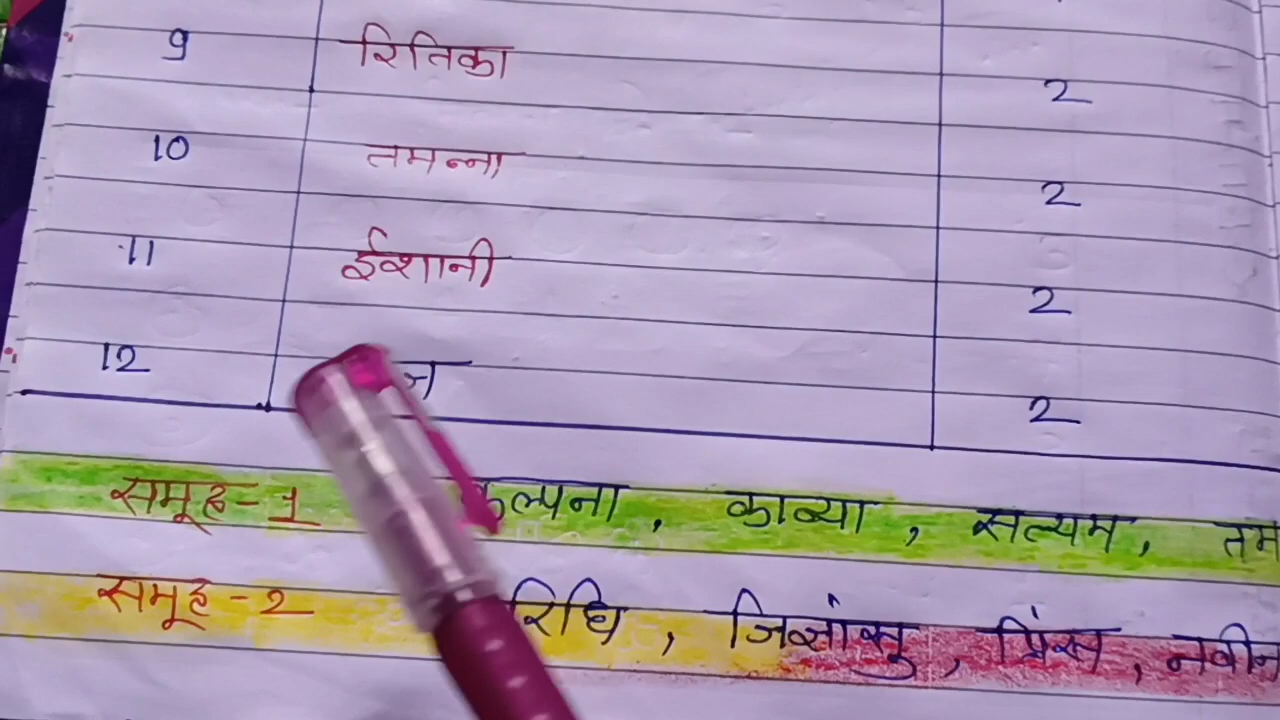 9 रितिका 2
10 तमन्ना 2
11 ईशानी 2
12 2
समूह-1 कल्पना, काव्या, सत्यम,
समूह-2 रिधि, जिज्ञांसु, प्रिंस, नवीन